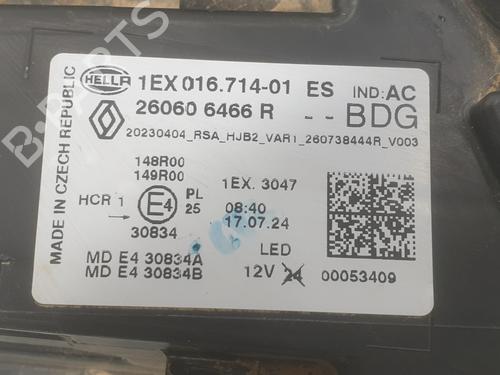 B-PARTS
HELLA 1EX 016.714-01 ES IND: AC
26060 6466 R - - BDG
20230404_RSA_HJB2_VAR1_260738444R_V003
MADE IN CZECH REPUBLIC
148R00
149R00
1EX. 3047
HCR 1 E4 PL
25
08:40
30834
17.07.24
MD E4 30834A
LED
MD E4 30834B
12V 24
00053409